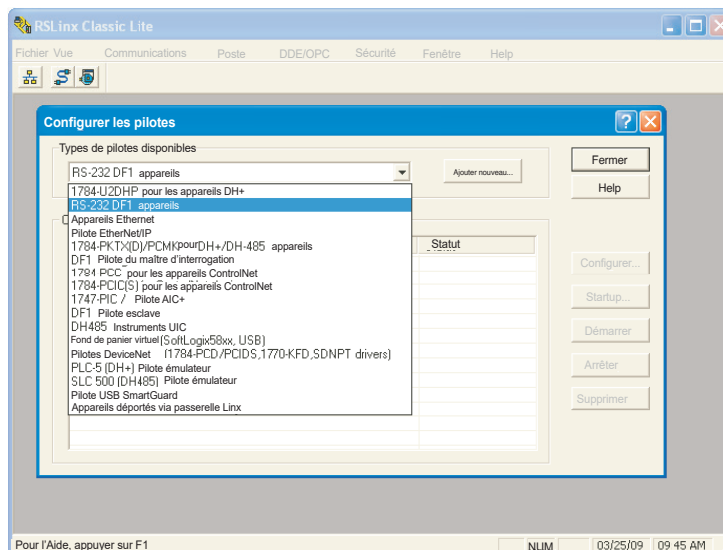 RSLinx Classic Lite
Fichier Vue Communications Poste DDE/OPC Sécurité Fenêtre Help
Configurer les pilotes
Types de pilotes disponibles
RS-232 DF1 appareils
Ajouter nouveau...
Fermer
Help
1784-U2DHP pour les appareils DH+
RS-232 DF1 appareils
Appareils Ethernet
Pilote EtherNet/IP
1784-PKTX(D)/PCMK pour DH+/DH-485 appareils
DF1 Pilote du maître d'interrogation
1784-PCC pour les appareils ControlNet
1784-PCIC(S) pour les appareils ControlNet
1747-PIC / Pilote AIC+
DF1 Pilote esclave
DH485 Instruments UIC
Fond de panier virtuel (SoftLogix58xx, USB)
Pilotes DeviceNet (1784-PCD/PCIDS,1770-KFD,SDNPT drivers)
PLC-5 (DH+) Pilote émulateur
SLC 500 (DH485) Pilote émulateur
Pilote USB SmartGuard
Appareils déportés via passerelle Linx
Statut
Configurer...
Startup...
Démarrer
Arrêter
Supprimer
Pour l'Aide, appuyer sur F1
NUM
03/25/09
09 45 AM